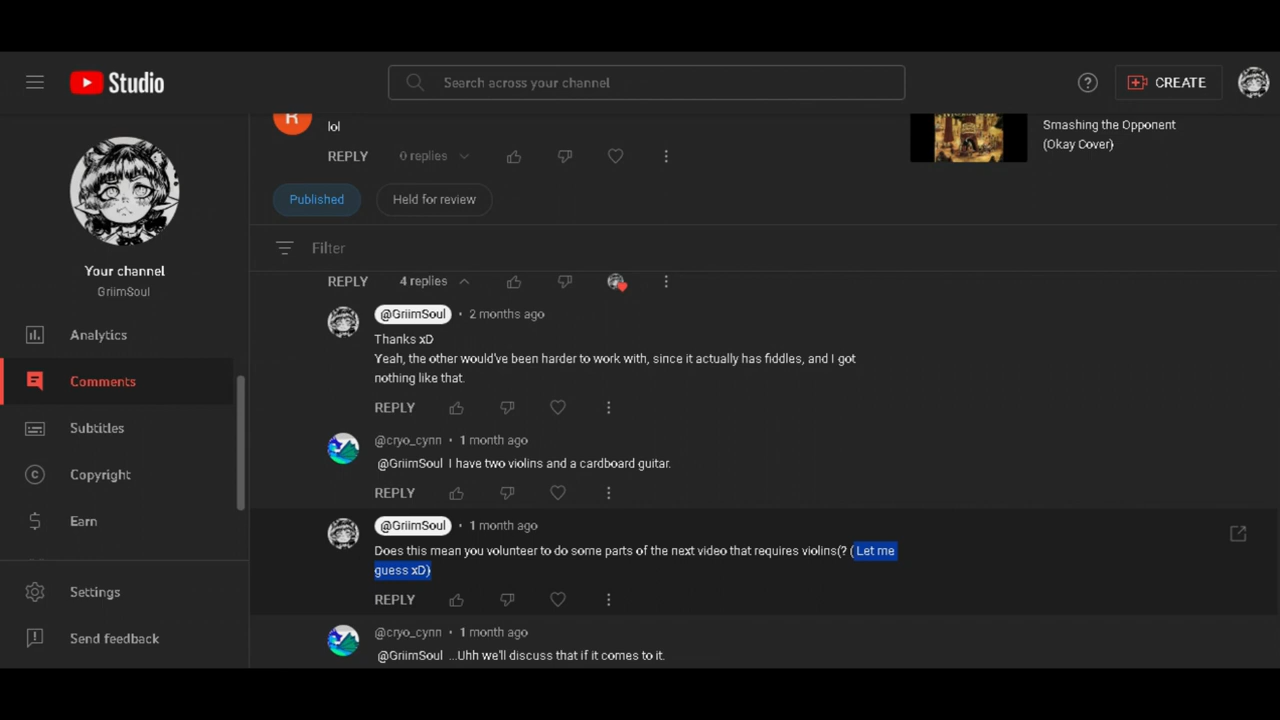 Studio
Search across your channel
CREATE
R
lol
Smashing the Opponent
(Okay Cover)
REPLY 0 replies
Published Held for review
Filter
Your channel
GriimSoul
Analytics
Comments
Subtitles
Copyright
Earn
Settings
Send feedback
REPLY 4 replies
@GriimSoul • 2 months ago
Thanks xD
Yeah, the other would've been harder to work with, since it actually has fiddles, and I got
nothing like that.
REPLY
@cryo_cynn • 1 month ago
@GriimSoul I have two violins and a cardboard guitar.
REPLY
@GriimSoul • 1 month ago
Does this mean you volunteer to do some parts of the next video that requires violins(? ( Let me
guess xD)
REPLY
@cryo_cynn • 1 month ago
@GriimSoul ...Uhh we'll discuss that if it comes to it.